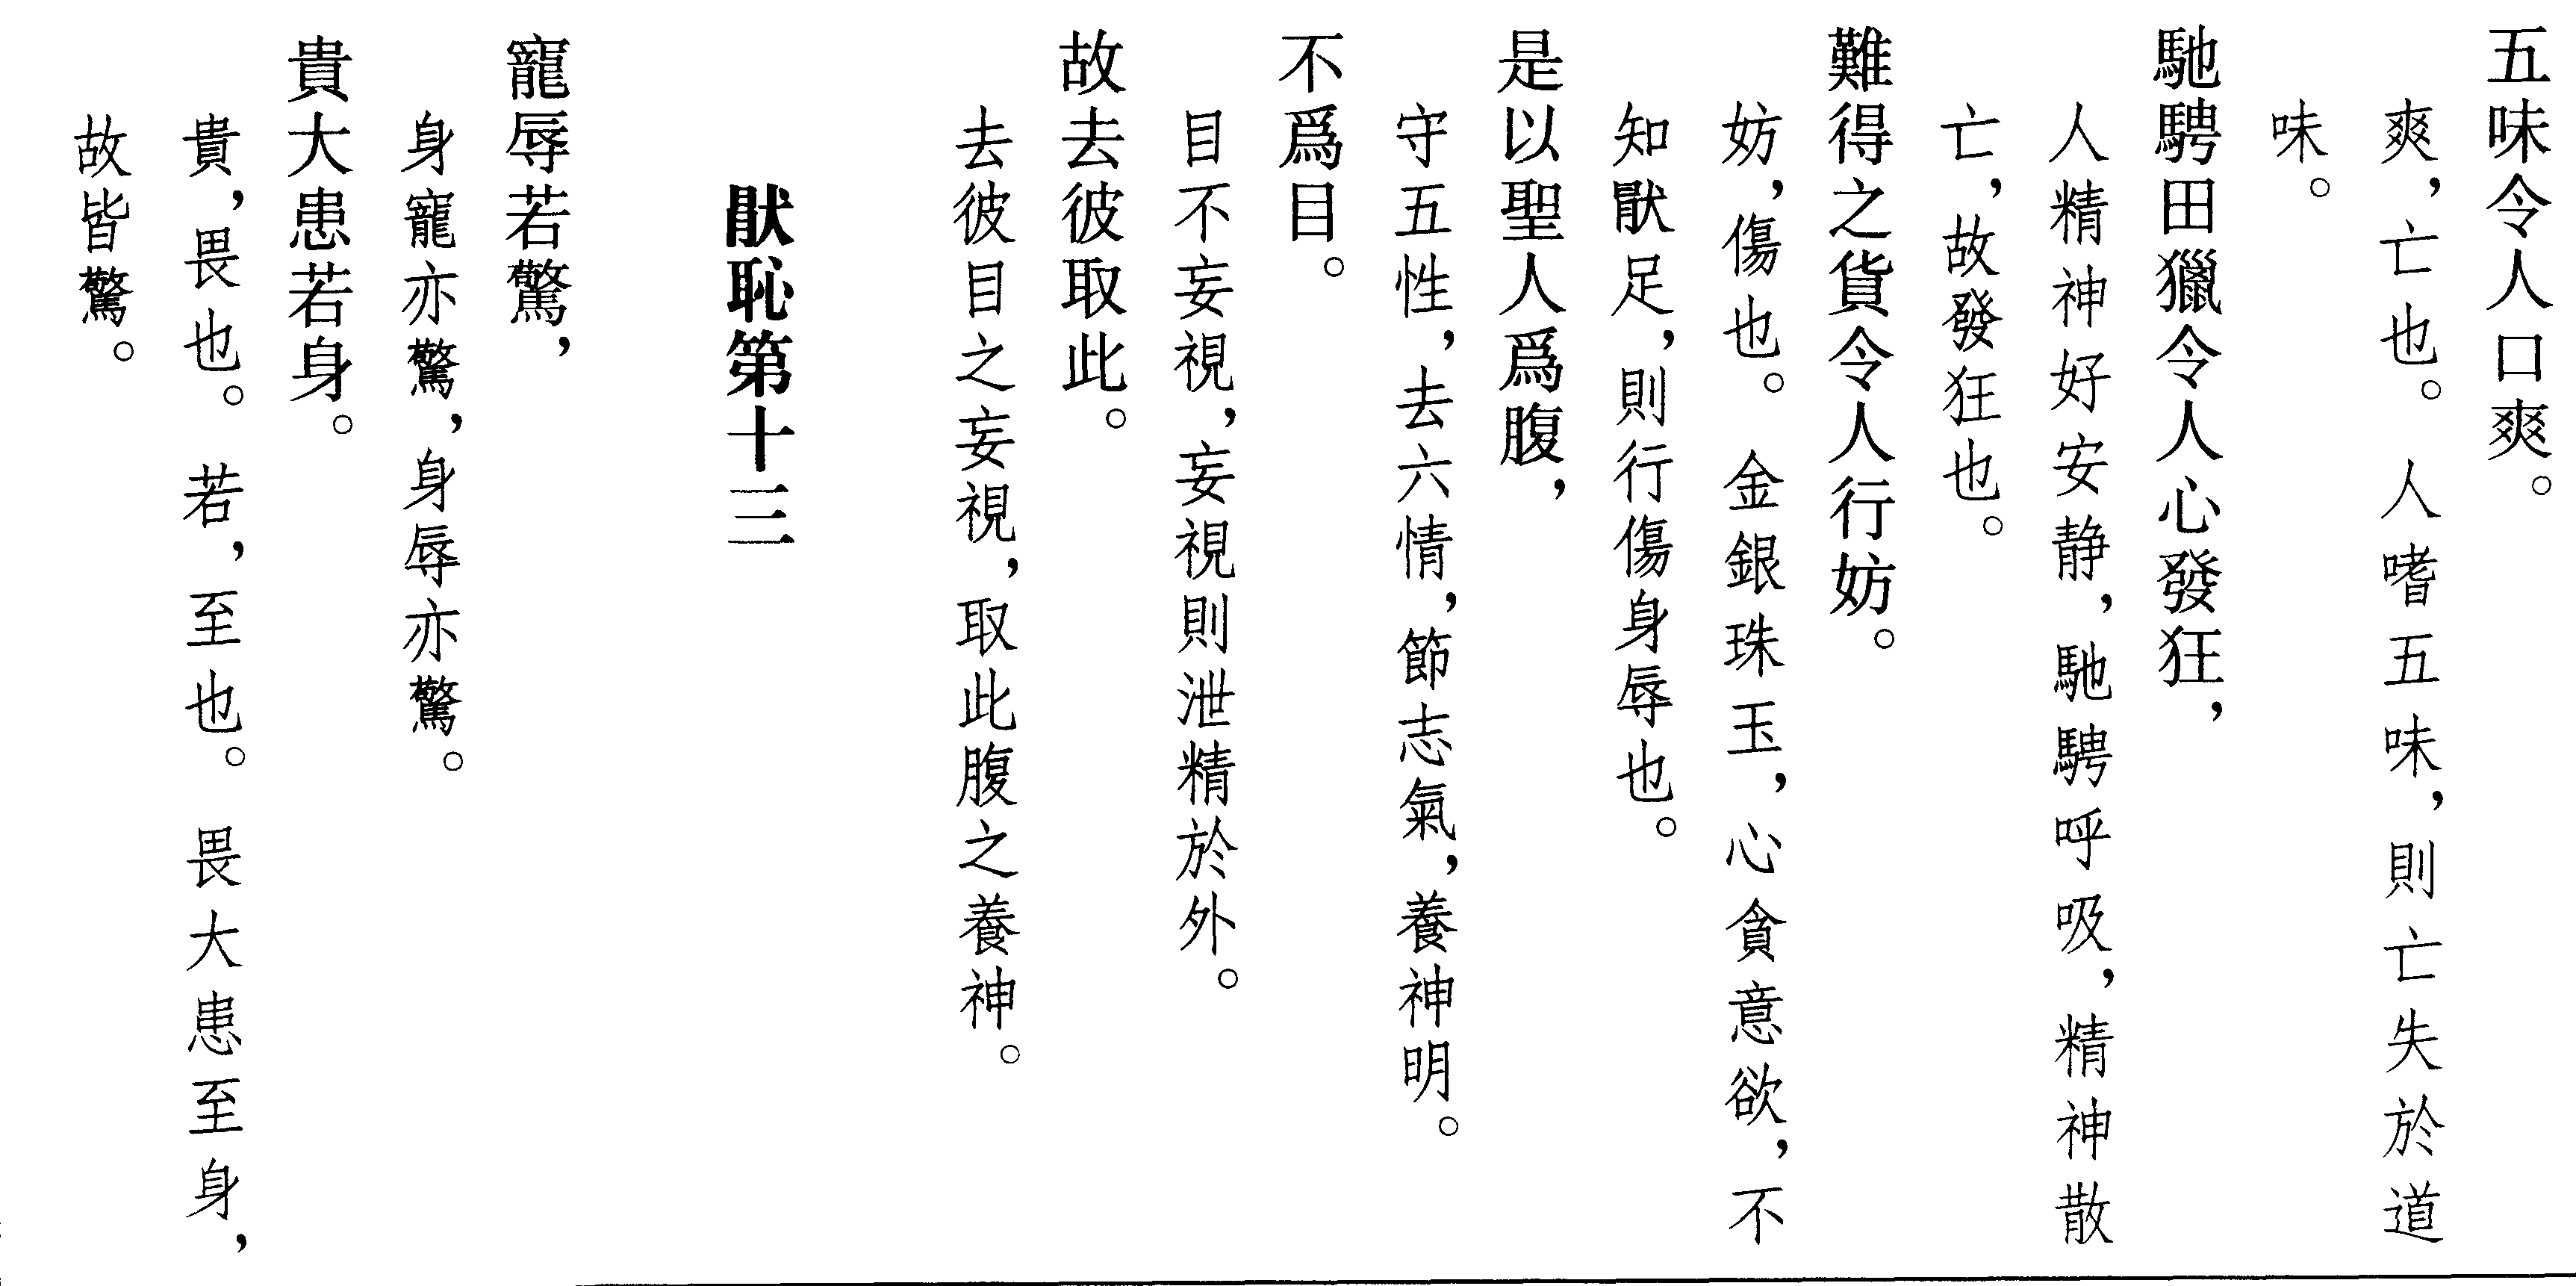 五味令人口爽。
爽，亡也。　人嗜五味，則亡失於道
味。
馳騁田獵令人心發狂，
人精神好安静，馳騁呼吸，精神散
亡，故發狂也。
難得之貨令人行妨。
妨，傷也。　金銀珠玉，心貪意欲，不
知猒足，則行傷身辱也。
是以聖人爲腹，
守五性，去六情，節志氣，養神明。
不爲目。
目不妄視，妄視則泄精於外。
故去彼取此。
去彼目之妄視，取此腹之養神。
猒恥第十三
寵辱若驚，
身寵亦驚，身辱亦驚。
貴大患若身。
貴，畏也。　若，至也。　畏大患至身，
故皆驚。